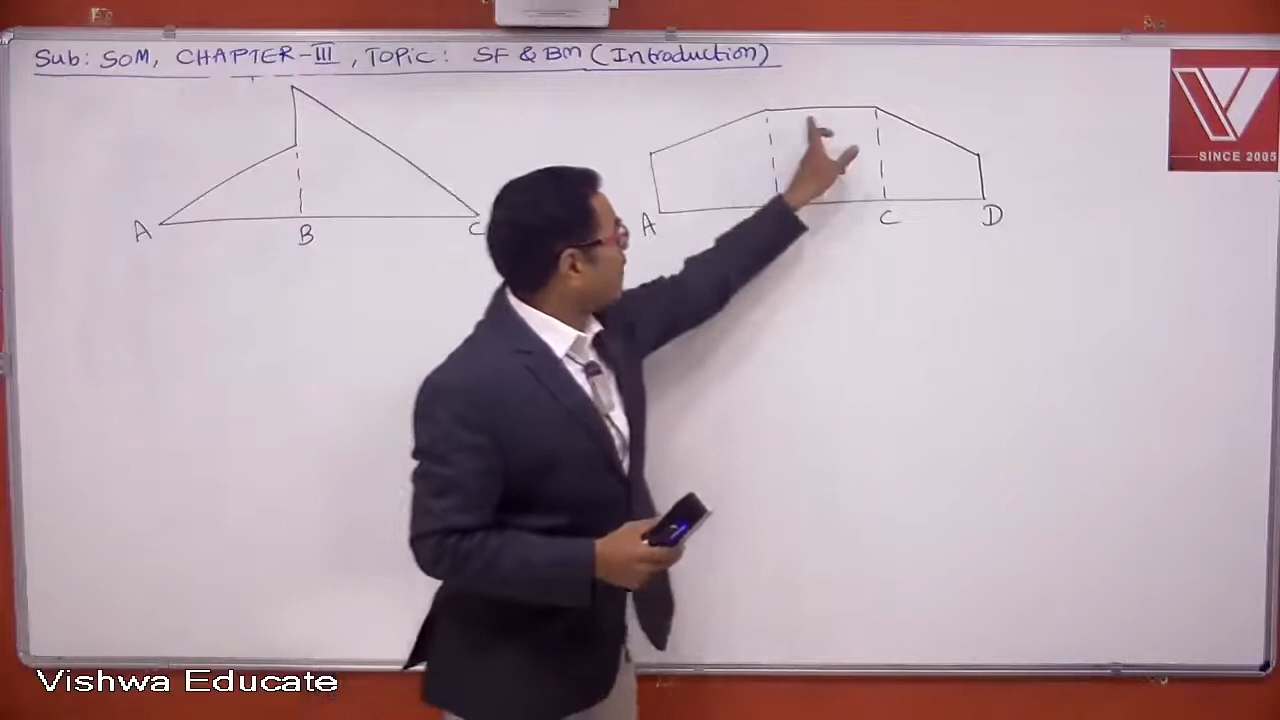 Sub: SOM, CHAPTER-III, TOPIC: SF & BM (Introduction)
SINCE 2005
A
B
C
A
C
D
Vishwa Educate